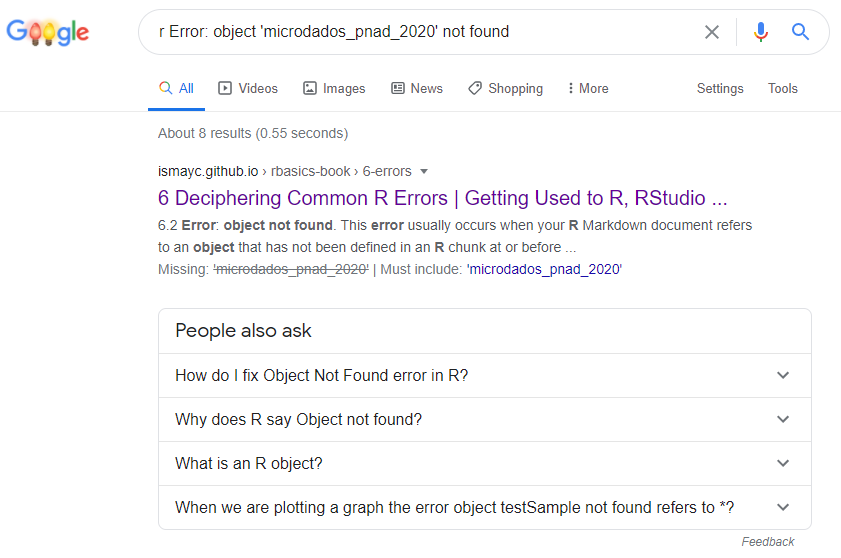 Google
r Error: object 'microdados_pnad_2020' not found
All Videos Images News Shopping More Settings Tools
About 8 results (0.55 seconds)
ismayc.github.io › rbasics-book › 6-errors
6 Deciphering Common R Errors | Getting Used to R, RStudio ...
6.2 Error: object not found. This error usually occurs when your R Markdown document refers
to an object that has not been defined in an R chunk at or before ...
Missing: 'microdados_pnad_2020' | Must include: 'microdados_pnad_2020'
People also ask
How do I fix Object Not Found error in R?
Why does R say Object not found?
What is an R object?
When we are plotting a graph the error object testSample not found refers to *?
Feedback